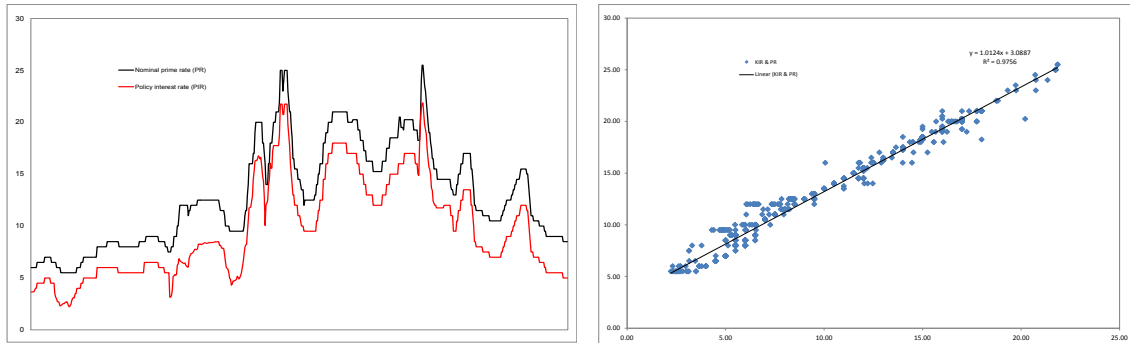 30
25
20
15
10
5
0
Nominal prime rate (PR)
Policy interest rate (PIR)
30.00
25.00
20.00
15.00
10.00
5.00
0.00
0.00 5.00 10.00 15.00 20.00 25.00
KIR & PR
Linear (KIR & PR)
y = 1.0124x + 3.0887
R² = 0.9756